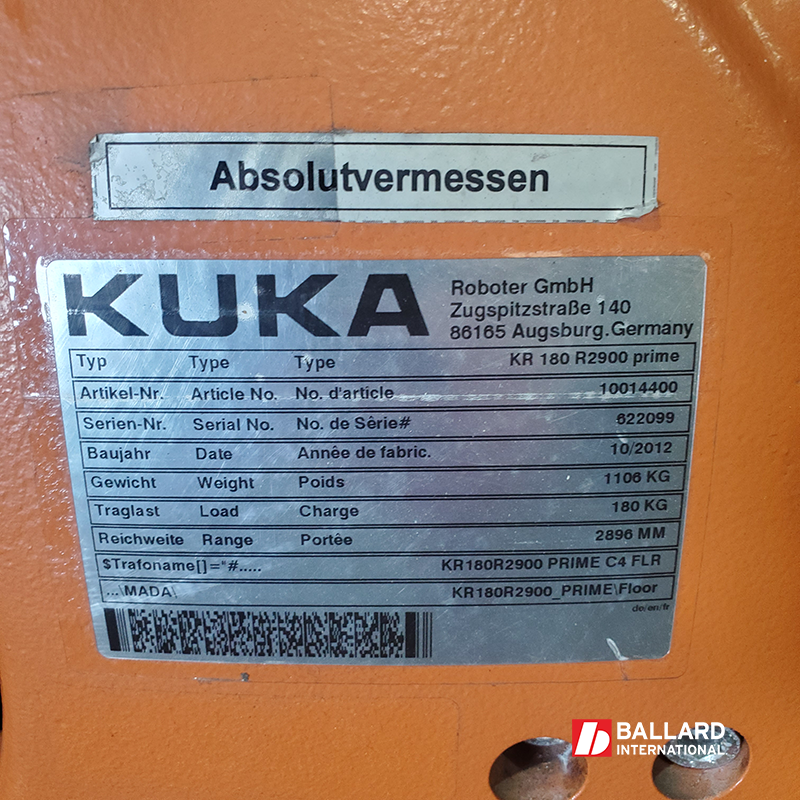 Absolutvermessen
KUKA
Roboter GmbH
Zugspitzstraße 140
86165 Augsburg.Germany
Typ Type Type KR 180 R2900 prime
Artikel-Nr. Article No. No. d'article 10014400
Serien-Nr. Serial No. No. de Sêrie# 622099
Baujahr Date Annêe de fabric. 10/2012
Gewicht Weight Poids 1106 KG
Traglast Load Charge 180 KG
Reichweite Range Portêe 2896 MM
$Trafoname[]="#..... KR180R2900 PRIME C4 FLR
...\MADA\ KR180R2900_PRIME\Floor
de/en/fr
BALLARD
INTERNATIONAL